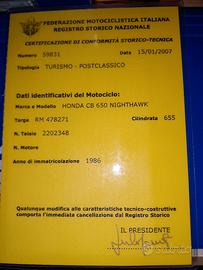 FEDERAZIONE MOTOCICLISTICA ITALIANA
REGISTRO STORICO NAZIONALE
CERTIFICAZIONE DI CONFORMITÀ STORICO-TECNICA
Numero 59831 Data 15/01/2007
Tipologia TURISMO - POSTCLASSICO
Dati identificativi del Motociclo:
Marca e Modello HONDA CB 650 NIGHTHAWK
Targa RM 478271 Cilindrata 655
N. Telaio 2202348
N. Motore
Anno di immatricolazione 1986
Qualunque modifica alle caratteristiche tecnico-costruttive
comporta l'immediata cancellazione dal Registro Storico
IL PRESIDENTE
subito.it